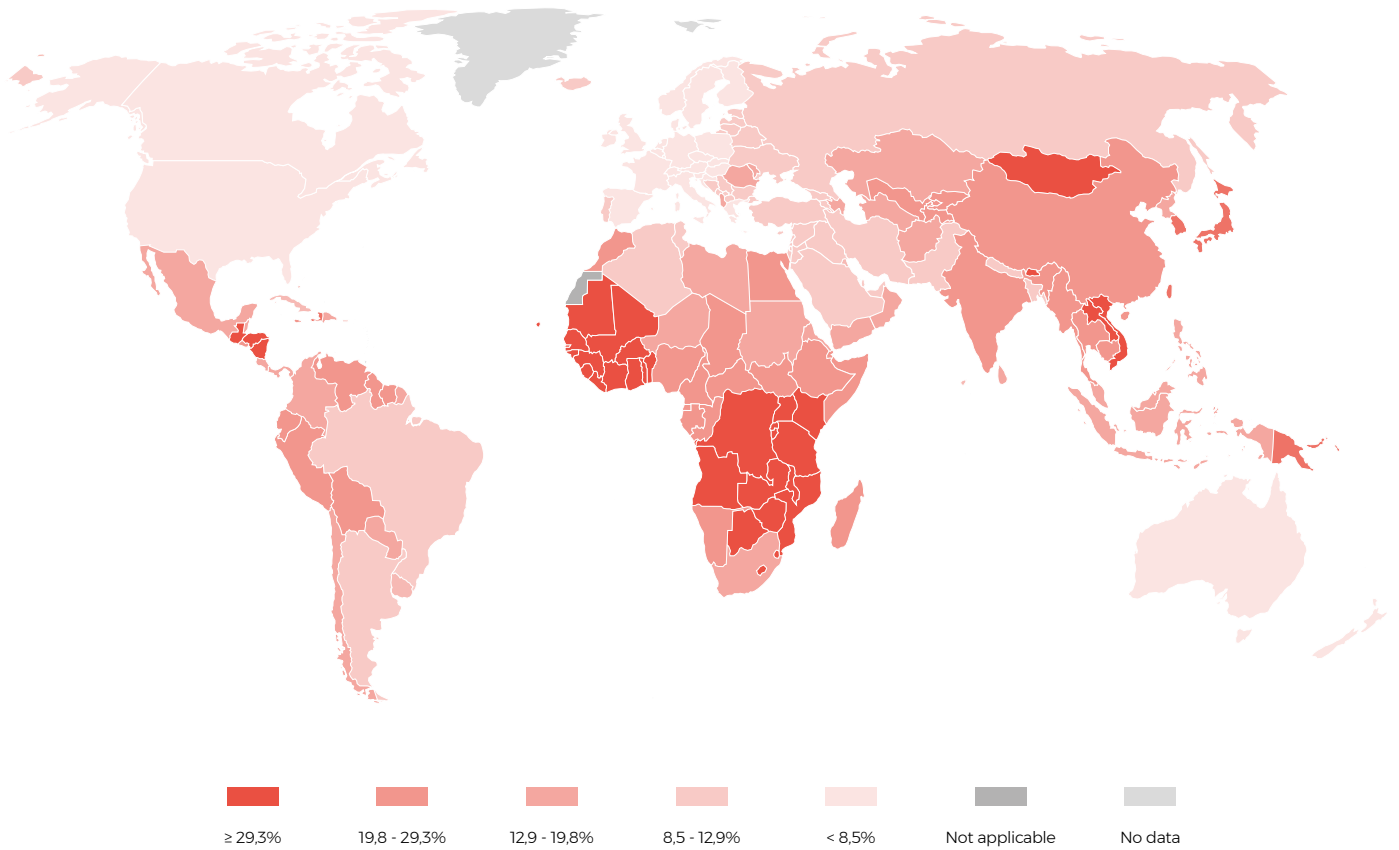 ≥ 29,3%
19,8 - 29,3%
12,9 - 19,8%
8,5 - 12,9%
< 8,5%
Not applicable
No data